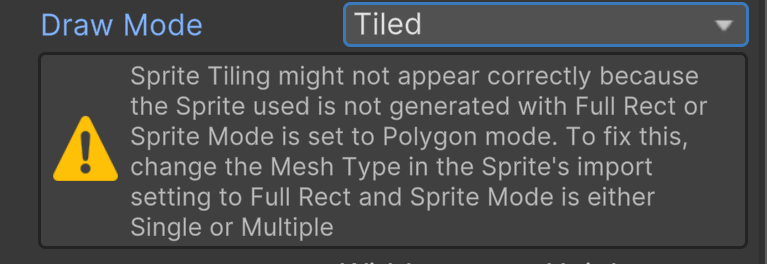 Draw Mode Tiled
Sprite Tiling might not appear correctly because
the Sprite used is not generated with Full Rect or
Sprite Mode is set to Polygon mode. To fix this,
change the Mesh Type in the Sprite's import
setting to Full Rect and Sprite Mode is either
Single or Multiple